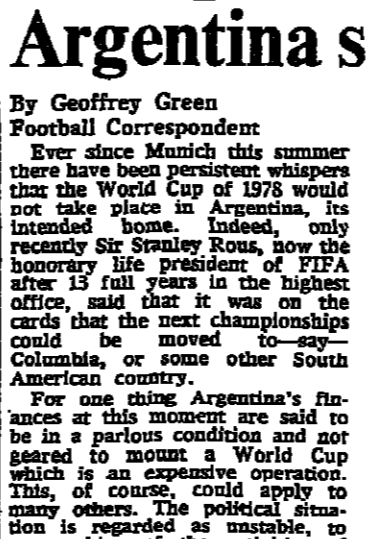 Argentina s
By Geoffrey Green
Football Correspondent
Ever since Munich this summer
there have been persistent whispers
that the World Cup of 1978 would
not take place in Argentina, its
intended home. Indeed, only
recently Sir Stanley Rous, now the
honorary life president of FIFA
after 13 full years in the highest
office, said that it was on the
cards that the next championships
could be moved to—say—
Columbia, or some other South
American country.
For one thing Argentina's fin-
ances at this moment are said to
be in a parlous condition and not
geared to mount a World Cup
which is an expensive operation.
This, of course, could apply to
many others. The political situa-
tion is regarded as unstable, to